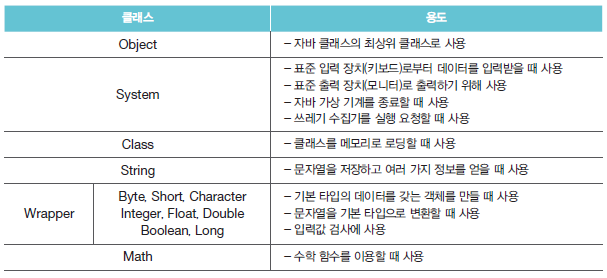 클래스 용도
Object – 자바 클래스의 최상위 클래스로 사용
System
– 표준 입력 장치(키보드)로부터 데이터를 입력받을 때 사용
– 표준 출력 장치(모니터)로 출력하기 위해 사용
– 자바 가상 기계를 종료할 때 사용
– 쓰레기 수집기를 실행 요청할 때 사용
Class – 클래스를 메모리로 로딩할 때 사용
String – 문자열을 저장하고 여러 가지 정보를 얻을 때 사용
Wrapper
Byte, Short, Character
Integer, Float, Double
Boolean, Long
– 기본 타입의 데이터를 갖는 객체를 만들 때 사용
– 문자열을 기본 타입으로 변환할 때 사용
– 입력값 검사에 사용
Math – 수학 함수를 이용할 때 사용